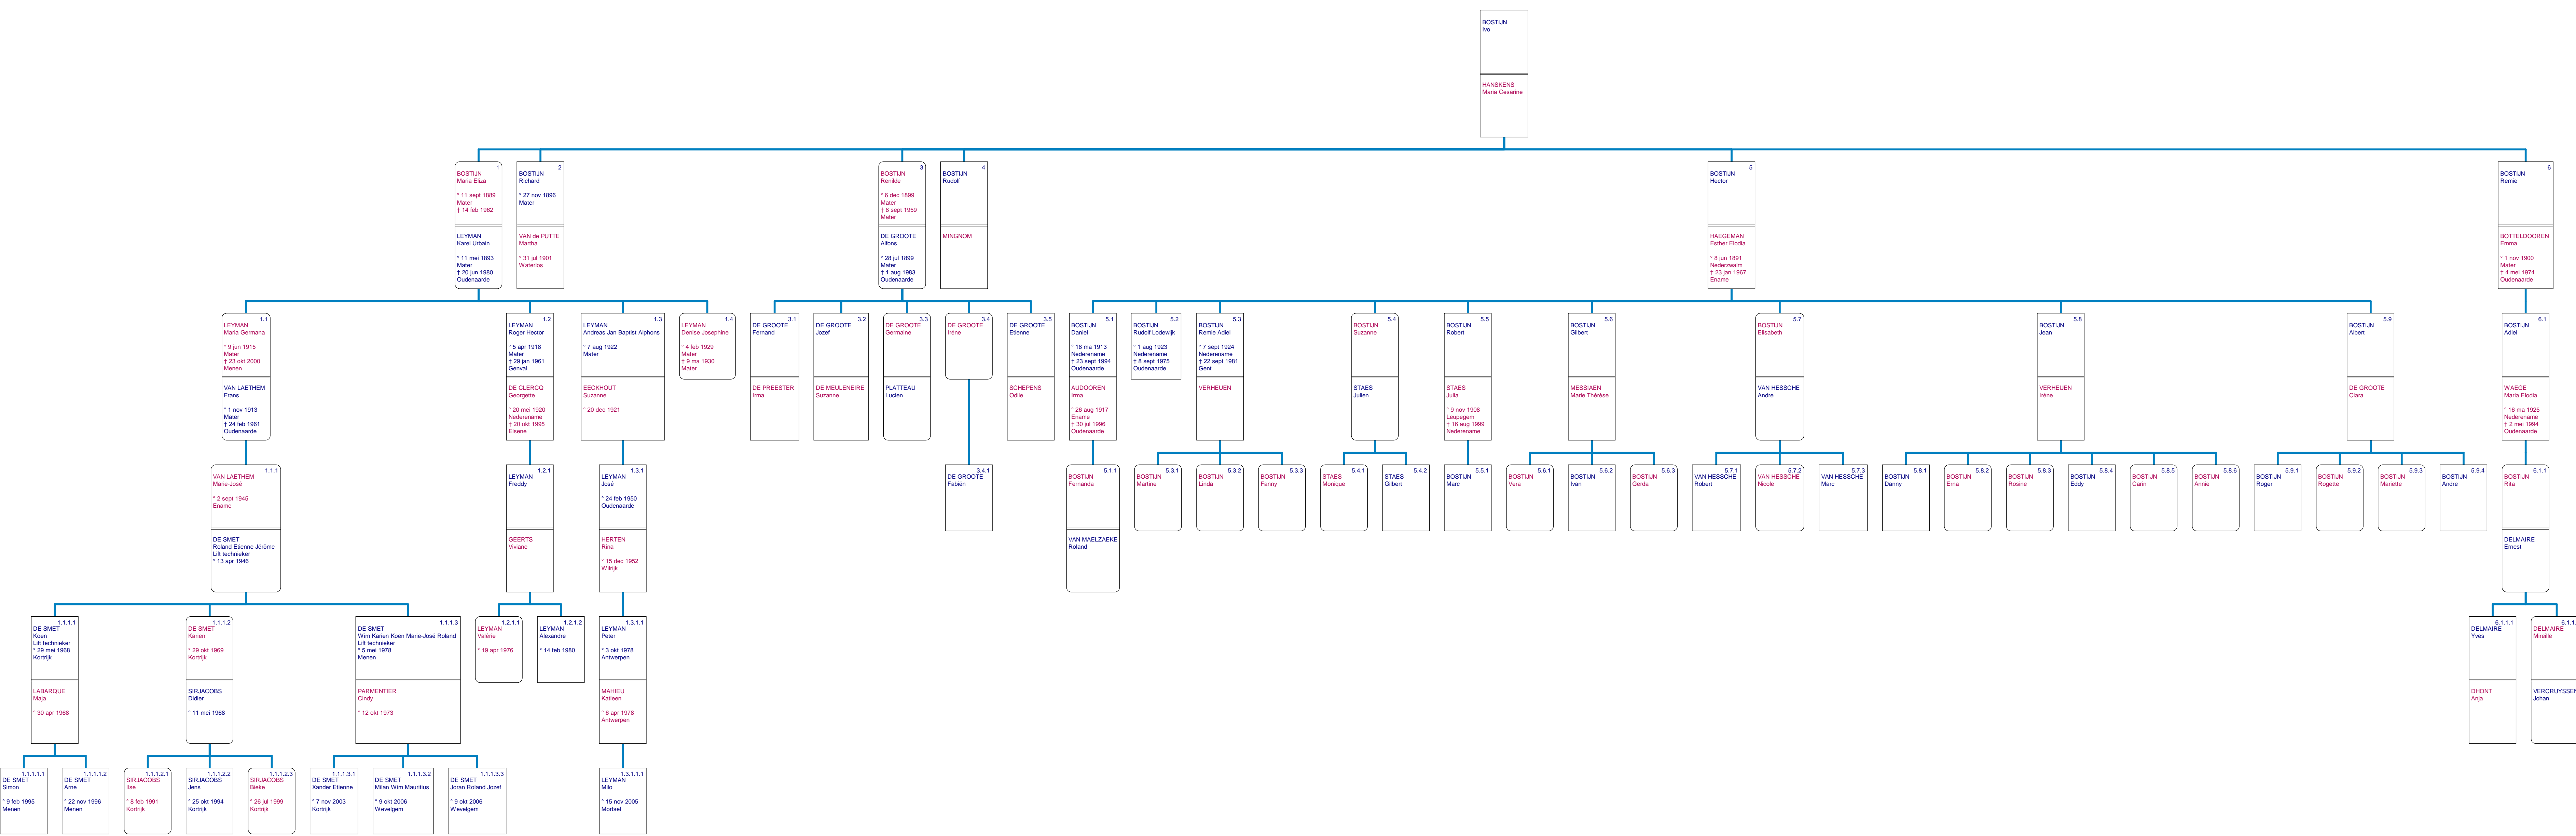 BOSTIJN
Ivo
HANSKENS
Maria Cesarine
1
BOSTIJN
Maria Eliza
° 11 sept 1889
Mater
† 14 feb 1962
LEYMAN
Karel Urbain
° 11 mei 1893
Mater
† 20 jun 1980
Oudenaarde
2
BOSTIJN
Richard
° 27 nov 1896
Mater
VAN de PUTTE
Martha
° 31 jul 1901
Waterlos
3
BOSTIJN
Renilde
° 6 dec 1899
Mater
† 8 sept 1959
Mater
DE GROOTE
Alfons
° 28 jul 1899
Mater
† 1 aug 1983
Oudenaarde
4
BOSTIJN
Rudolf
MINGNOM
5
BOSTIJN
Hector
HAEGEMAN
Esther Elodia
° 8 jun 1891
Nederzwalm
† 23 jan 1967
Ename
6
BOSTIJN
Remie
BOTTELDOOREN
Emma
° 1 nov 1900
Mater
† 4 mei 1974
Oudenaarde
1.1
LEYMAN
Maria Germana
° 9 jun 1915
Mater
† 23 okt 2000
Menen
VAN LAETHEM
Frans
° 1 nov 1913
Mater
† 24 feb 1961
Oudenaarde
1.2
LEYMAN
Roger Hector
° 5 apr 1918
Mater
† 29 jan 1961
Genval
DE CLERCQ
Georgette
° 20 mei 1920
Nederename
† 20 okt 1995
Elsene
1.3
LEYMAN
Andreas Jan Baptist Alphons
° 7 aug 1922
Mater
EECKHOUT
Suzanne
° 20 dec 1921
1.4
LEYMAN
Denise Josephine
° 4 feb 1929
Mater
† 9 ma 1930
Mater
3.1
DE GROOTE
Fernand
DE PREESTER
Irma
3.2
DE GROOTE
Jozef
DE MEULENEIRE
Suzanne
3.3
DE GROOTE
Germaine
PLATTEAU
Lucien
3.4
DE GROOTE
Iréne
3.5
DE GROOTE
Etienne
SCHEPENS
Odile
5.1
BOSTIJN
Daniel
° 18 ma 1913
Nederename
† 23 sept 1994
Oudenaarde
AUDOOREN
Irma
° 26 aug 1917
Ename
† 30 jul 1996
Oudenaarde
5.2
BOSTIJN
Rudolf Lodewijk
° 1 aug 1923
Nederename
† 8 sept 1975
Oudenaarde
5.3
BOSTIJN
Remie Adiel
° 7 sept 1924
Nederename
† 22 sept 1981
Gent
VERHEUEN
5.4
BOSTIJN
Suzanne
STAES
Julien
5.5
BOSTIJN
Robert
STAES
Julia
° 9 nov 1908
Leupegem
† 16 aug 1999
Nederename
5.6
BOSTIJN
Gilbert
MESSIAEN
Marie Thérèse
5.7
BOSTIJN
Elisabeth
VAN HESSCHE
Andre
5.8
BOSTIJN
Jean
VERHEUEN
Iréne
5.9
BOSTIJN
Albert
DE GROOTE
Clara
6.1
BOSTIJN
Adiel
WAEGE
Maria Elodia
° 16 ma 1925
Nederename
† 2 mei 1994
Oudenaarde
1.1.1
VAN LAETHEM
Marie-José
° 2 sept 1945
Ename
DE SMET
Roland Etienne Jérôme
Lift technieker
° 13 apr 1946
1.2.1
LEYMAN
Freddy
GEERTS
Viviane
1.3.1
LEYMAN
José
° 24 feb 1950
Oudenaarde
HERTEN
Rina
° 15 dec 1952
Wilrijk
3.4.1
DE GROOTE
Fabiën
5.1.1
BOSTIJN
Fernanda
VAN MAELZAEKE
Roland
5.3.1
BOSTIJN
Martine
5.3.2
BOSTIJN
Linda
5.3.3
BOSTIJN
Fanny
5.4.1
STAES
Monique
5.4.2
STAES
Gilbert
5.5.1
BOSTIJN
Marc
5.6.1
BOSTIJN
Vera
5.6.2
BOSTIJN
Ivan
5.6.3
BOSTIJN
Gerda
5.7.1
VAN HESSCHE
Robert
5.7.2
VAN HESSCHE
Nicole
5.7.3
VAN HESSCHE
Marc
5.8.1
BOSTIJN
Danny
5.8.2
BOSTIJN
Erna
5.8.3
BOSTIJN
Rosine
5.8.4
BOSTIJN
Eddy
5.8.5
BOSTIJN
Carin
5.8.6
BOSTIJN
Annie
5.9.1
BOSTIJN
Roger
5.9.2
BOSTIJN
Rogette
5.9.3
BOSTIJN
Mariette
5.9.4
BOSTIJN
Andre
6.1.1
BOSTIJN
Rita
DELMAIRE
Ernest
1.1.1.1
DE SMET
Koen
Lift technieker
° 29 mei 1968
Kortrijk
LABARQUE
Maja
° 30 apr 1968
1.1.1.2
DE SMET
Karien
° 29 okt 1969
Kortrijk
SIRJACOBS
Didier
° 11 mei 1968
1.1.1.3
DE SMET
Wim Karien Koen Marie-José Roland
Lift technieker
° 5 mei 1978
Menen
PARMENTIER
Cindy
° 12 okt 1973
1.2.1.1
LEYMAN
Valérie
° 19 apr 1976
1.2.1.2
LEYMAN
Alexandre
° 14 feb 1980
1.3.1.1
LEYMAN
Peter
° 3 okt 1978
Antwerpen
MAHIEU
Katleen
° 6 apr 1978
Antwerpen
6.1.1.1
DELMAIRE
Yves
DHONT
Anja
6.1.1.
DELMAIRE
Mireille
VERCRUYSSEN
Johan
1.1.1.1.1
DE SMET
Simon
° 9 feb 1995
Menen
1.1.1.1.2
DE SMET
Arne
° 22 nov 1996
Menen
1.1.1.2.1
SIRJACOBS
Ilse
° 8 feb 1991
Kortrijk
1.1.1.2.2
SIRJACOBS
Jens
° 25 okt 1994
Kortrijk
1.1.1.2.3
SIRJACOBS
Bieke
° 26 jul 1999
Kortrijk
1.1.1.3.1
DE SMET
Xander Etienne
° 7 nov 2003
Kortrijk
1.1.1.3.2
DE SMET
Milan Wim Mauritius
° 9 okt 2006
Wevelgem
1.1.1.3.3
DE SMET
Joran Roland Jozef
° 9 okt 2006
Wevelgem
1.3.1.1.1
LEYMAN
Milo
° 15 nov 2005
Mortsel